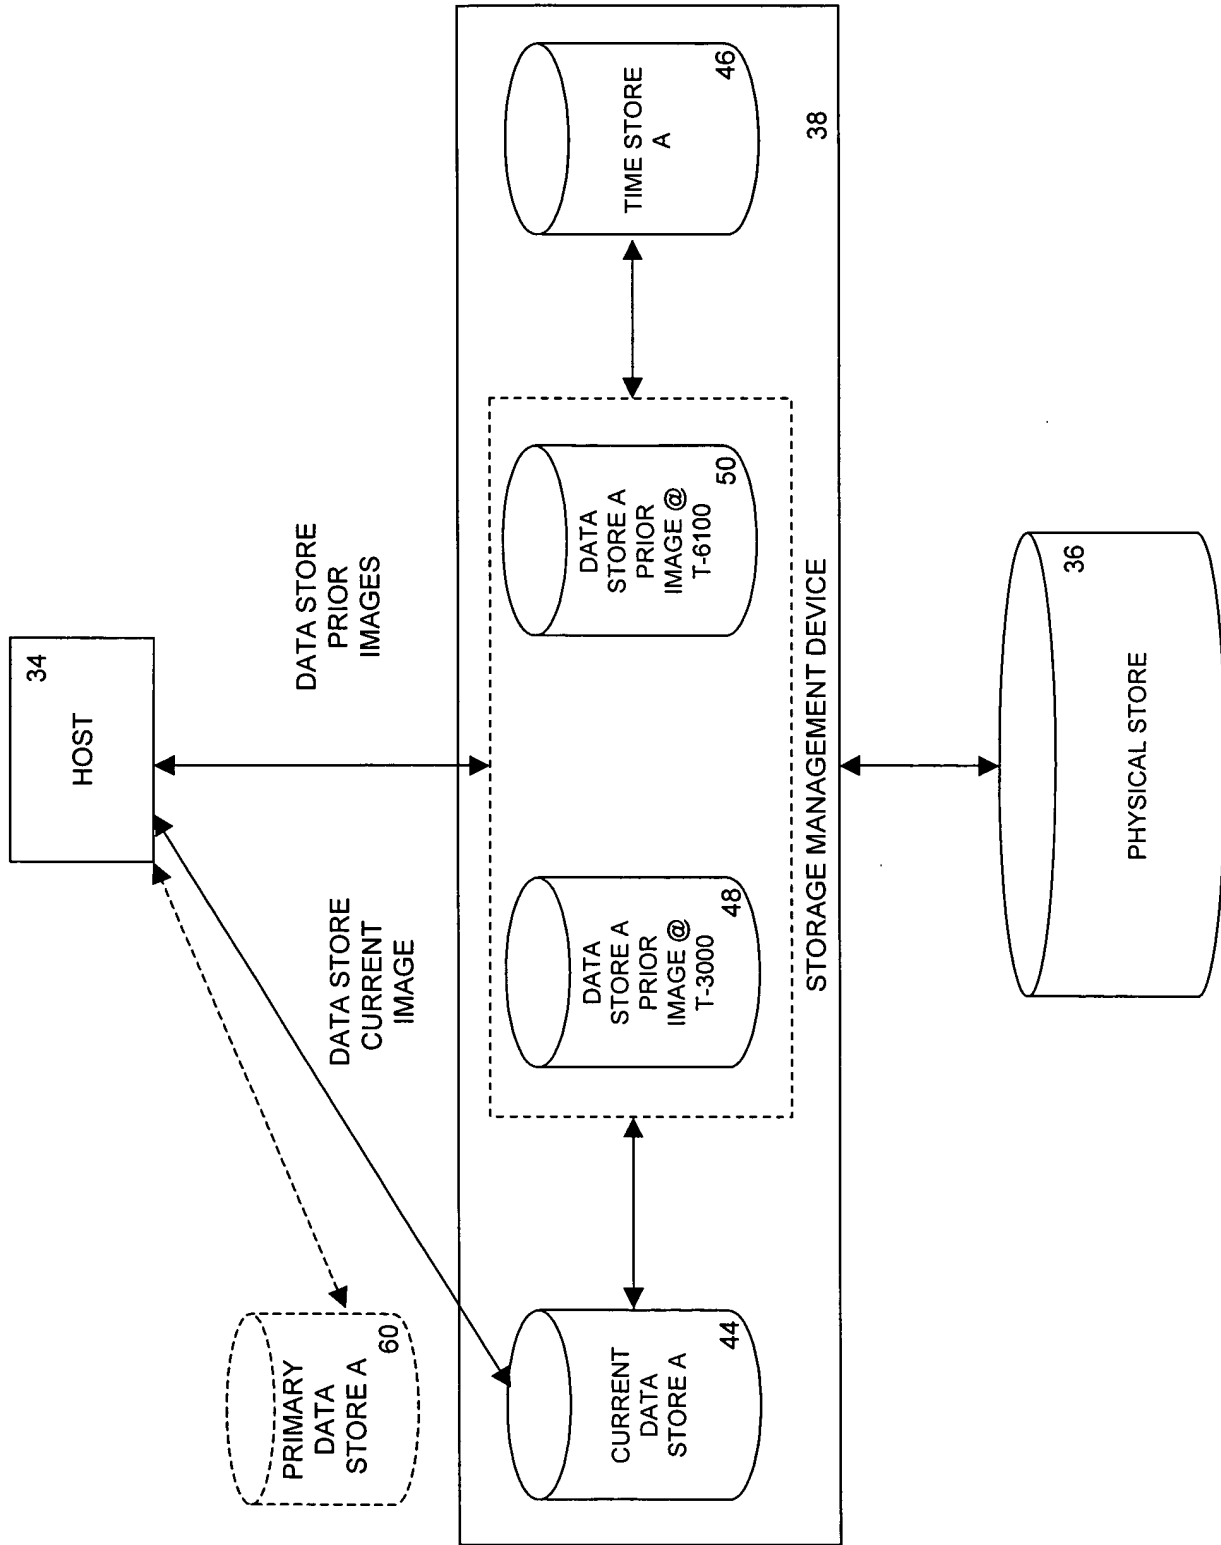 34
HOST
DATA STORE
PRIOR
IMAGES
DATA STORE
CURRENT
IMAGE
PRIMARY
DATA
STORE A
60
CURRENT
DATA
STORE A
44
DATA
STORE A
PRIOR
IMAGE @
T-3000
48
DATA
STORE A
PRIOR
IMAGE @
T-6100
50
TIME STORE
A
46
STORAGE MANAGEMENT DEVICE
38
36
PHYSICAL STORE